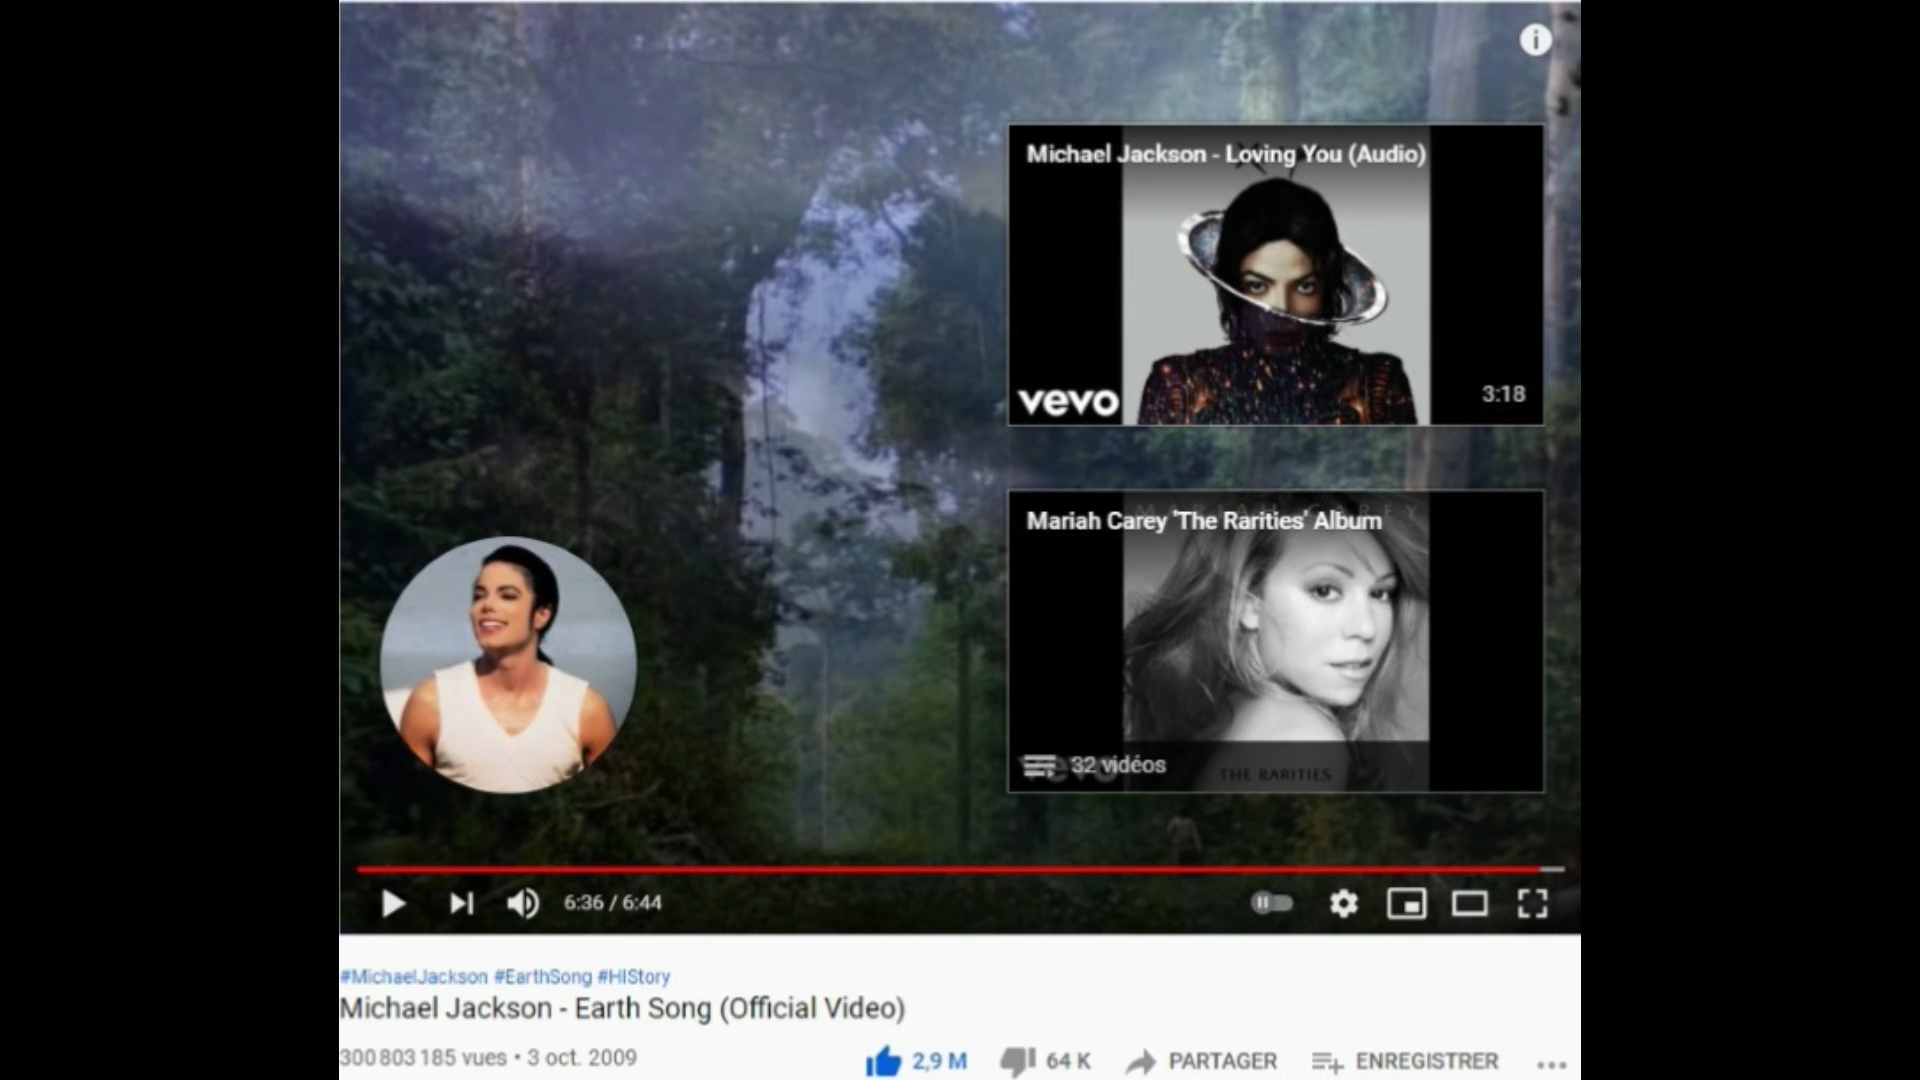 Michael Jackson - Loving You (Audio)
vevo
3:18
Mariah Carey 'The Rarities' Album
32 vidéos
THE RARITIES
6:36 / 6:44
#MichaelJackson #EarthSong #HIStory
Michael Jackson - Earth Song (Official Video)
300 803 185 vues • 3 oct. 2009
2,9 M
64 K
PARTAGER
ENREGISTRER